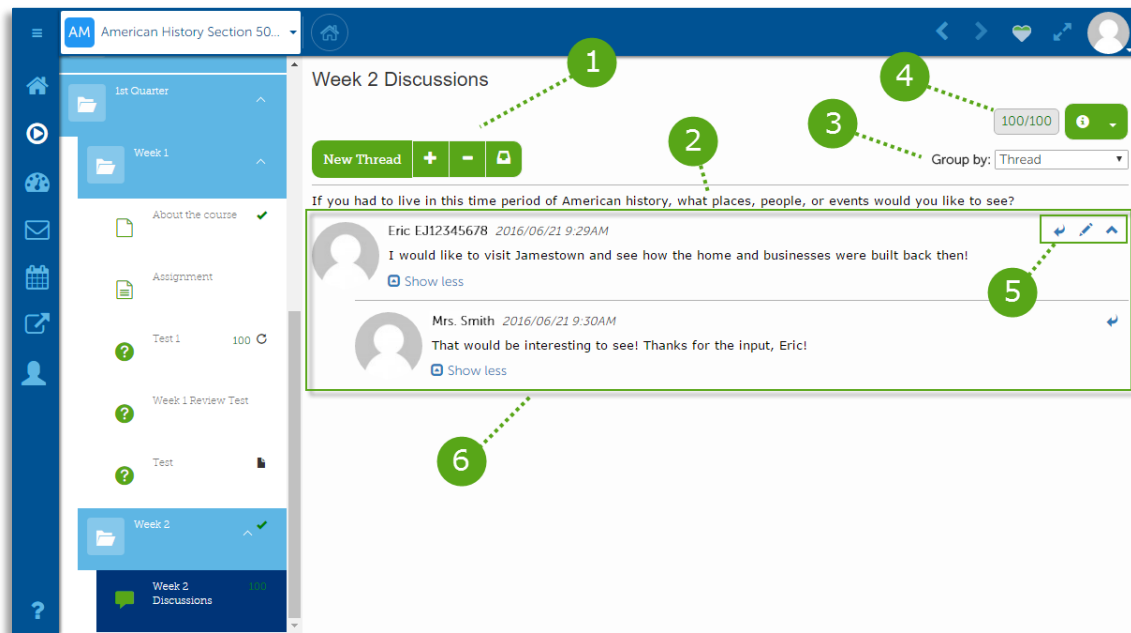 AM American History Section 50...
1st Quarter
Week 1
About the course
Assignment
Test 1 100
Week 1 Review Test
Test
Week 2
Week 2 100
Discussions
?
Week 2 Discussions
1
4
100/100
3
2
New Thread + -
Group by: Thread
If you had to live in this time period of American history, what places, people, or events would you like to see?
Eric EJ12345678 2016/06/21 9:29AM
I would like to visit Jamestown and see how the home and businesses were built back then!
Show less
5
Mrs. Smith 2016/06/21 9:30AM
That would be interesting to see! Thanks for the input, Eric!
Show less
6